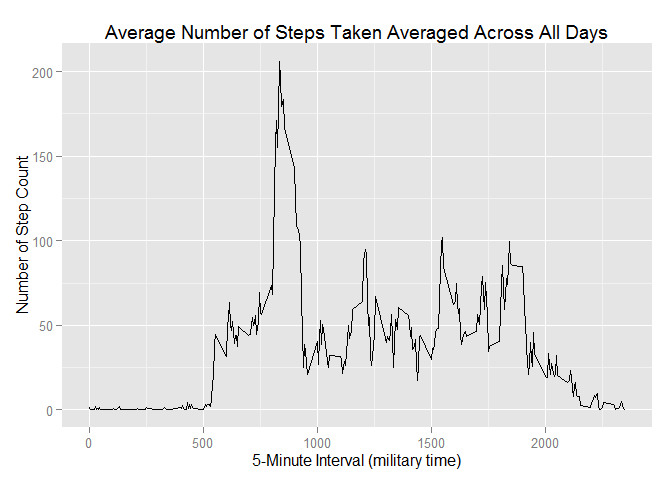 Average Number of Steps Taken Averaged Across All Days
Number of Step Count
200
150
100
50
0
0 500 1000 1500 2000
5-Minute Interval (military time)